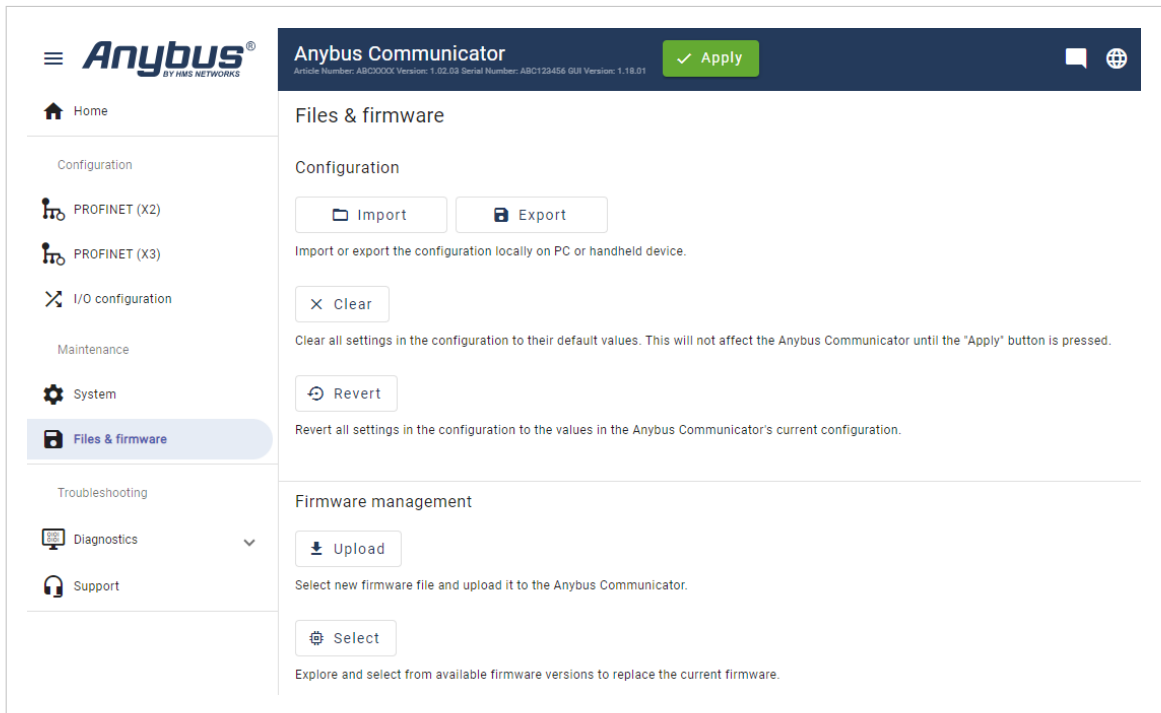 Anybus®
BY HMS NETWORKS
Anybus Communicator
Article Number: ABCXXXX Version: 1.02.03 Serial Number: ABC123456 GUI Version: 1.18.01
Apply
Home
Configuration
PROFINET (X2)
PROFINET (X3)
I/O configuration
Maintenance
System
Files & firmware
Troubleshooting
Diagnostics
Support
Files & firmware
Configuration
Import Export
Import or export the configuration locally on PC or handheld device.
Clear
Clear all settings in the configuration to their default values. This will not affect the Anybus Communicator until the "Apply" button is pressed.
Revert
Revert all settings in the configuration to the values in the Anybus Communicator's current configuration.
Firmware management
Upload
Select new firmware file and upload it to the Anybus Communicator.
Select
Explore and select from available firmware versions to replace the current firmware.